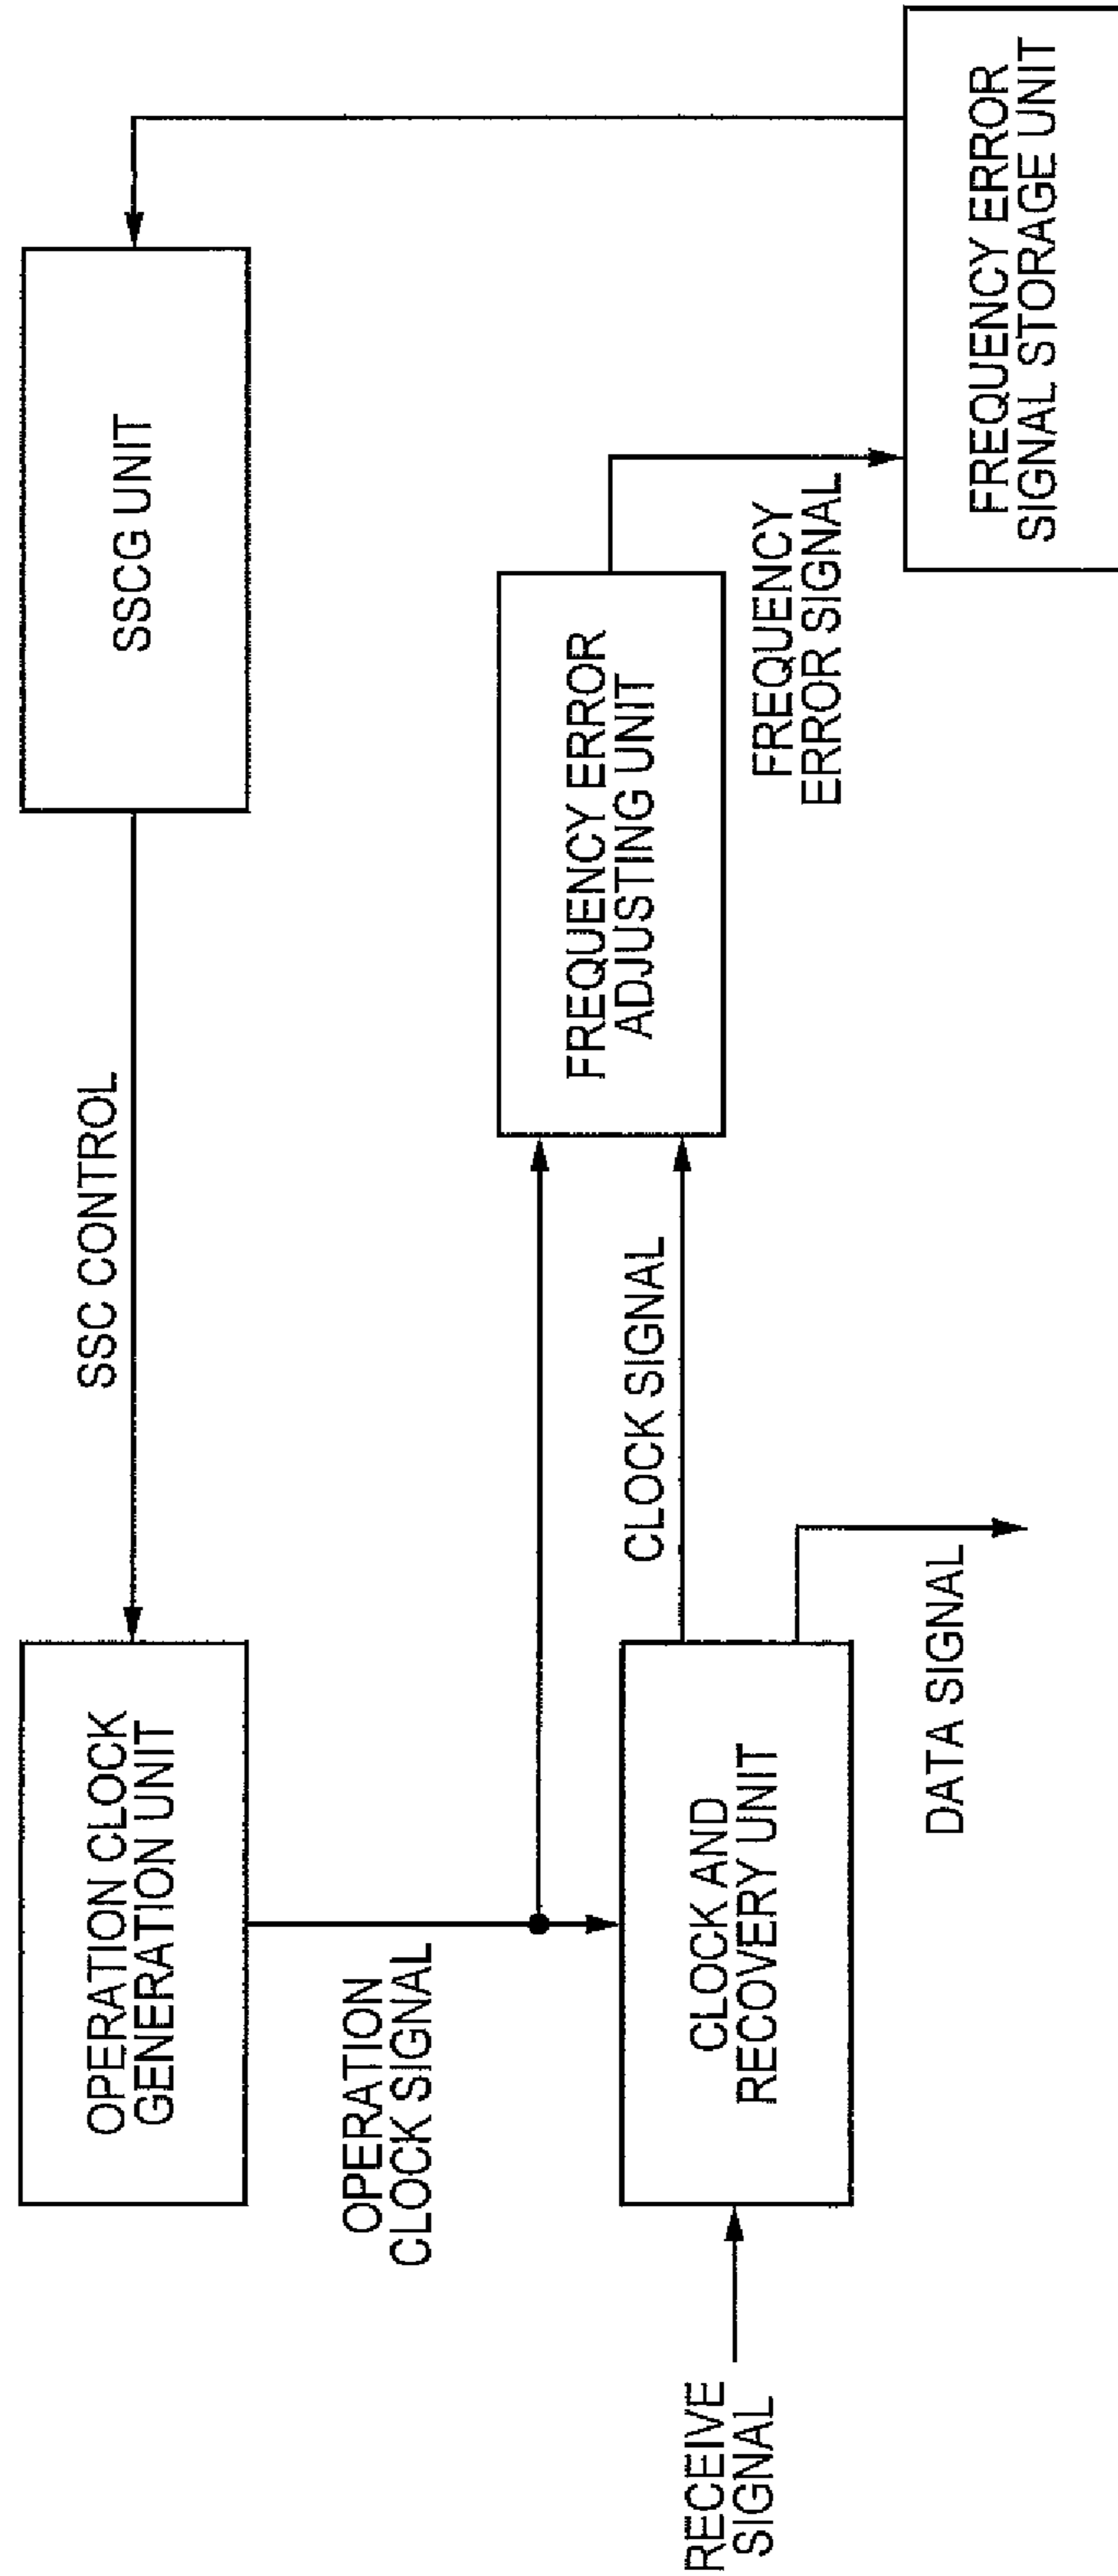 OPERATION CLOCK
GENERATION UNIT
SSC CONTROL
SSCG UNIT
OPERATION
CLOCK SIGNAL
FREQUENCY ERROR
ADJUSTING UNIT
CLOCK SIGNAL
RECEIVE
SIGNAL
CLOCK AND
RECOVERY UNIT
FREQUENCY
ERROR SIGNAL
DATA SIGNAL
FREQUENCY ERROR
SIGNAL STORAGE UNIT